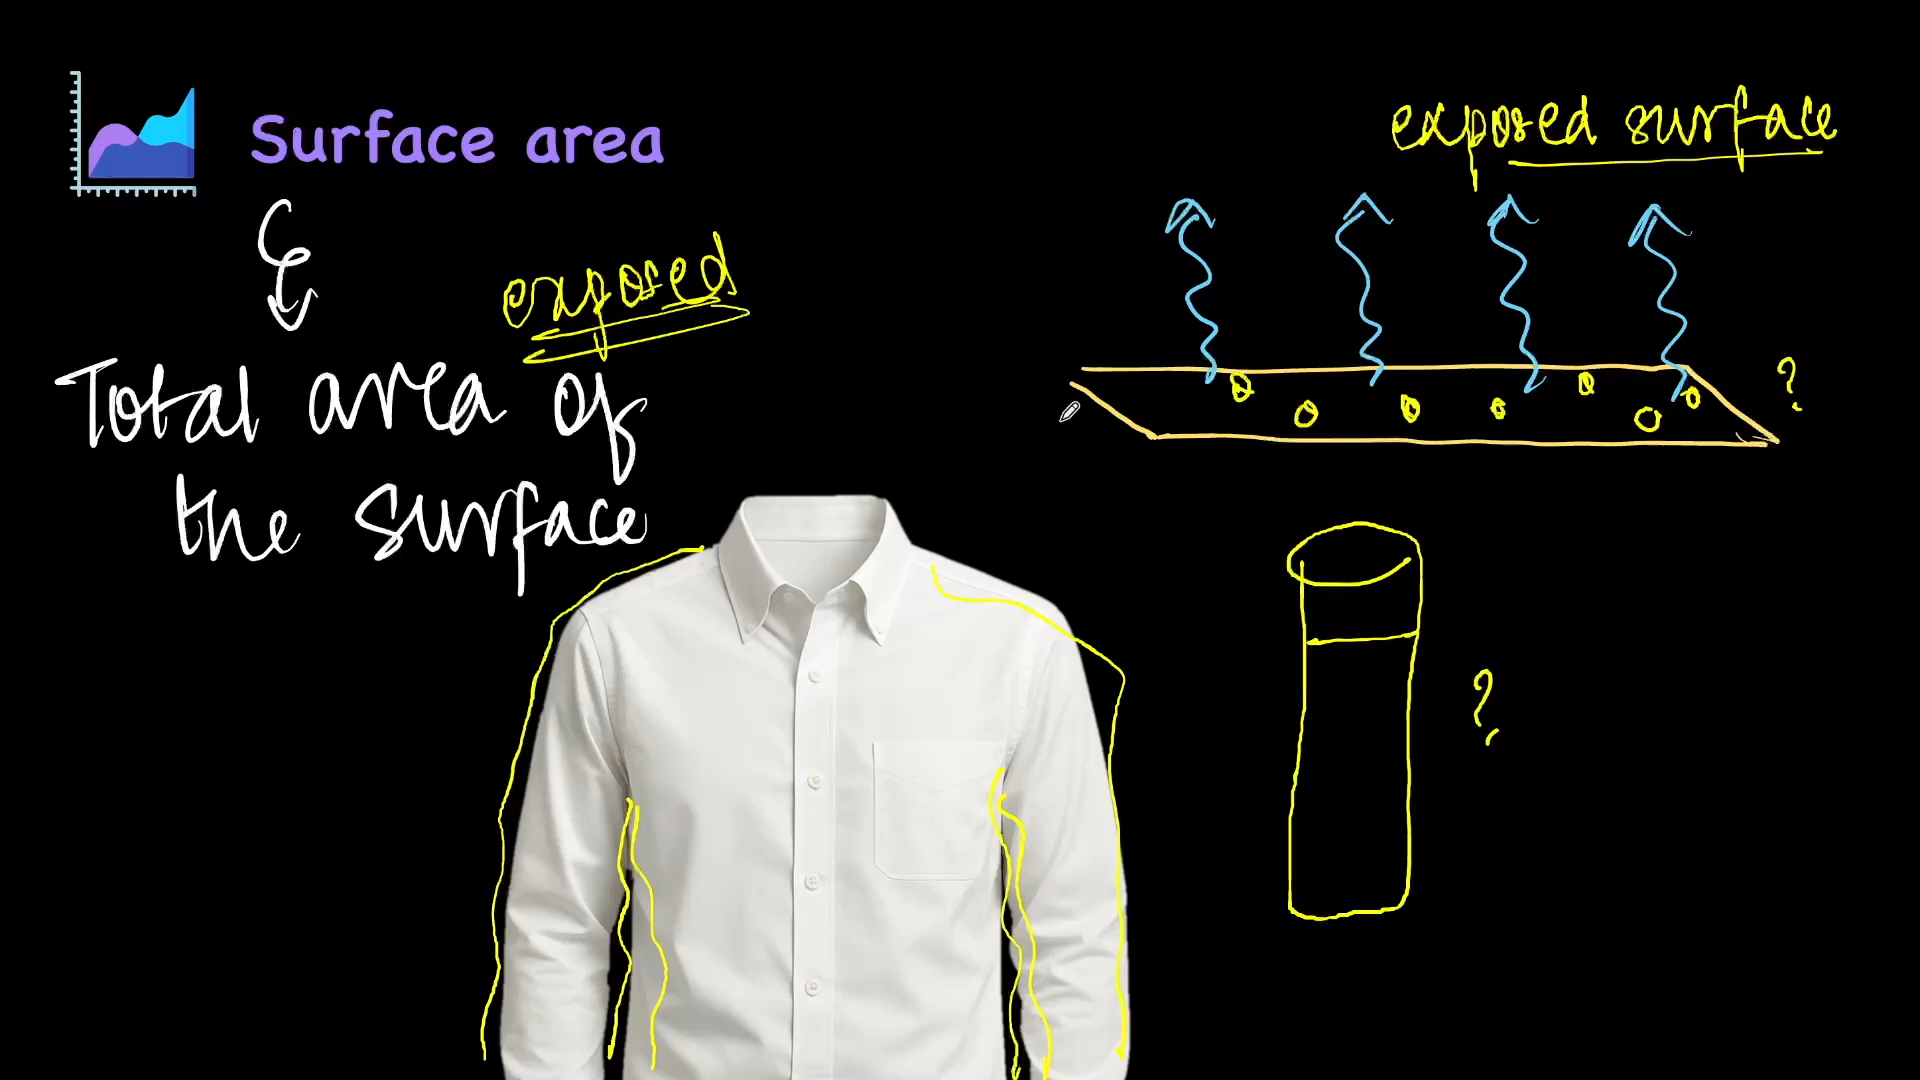 Surface area
exposed
Total area of
the surface
exposed surface
?
?